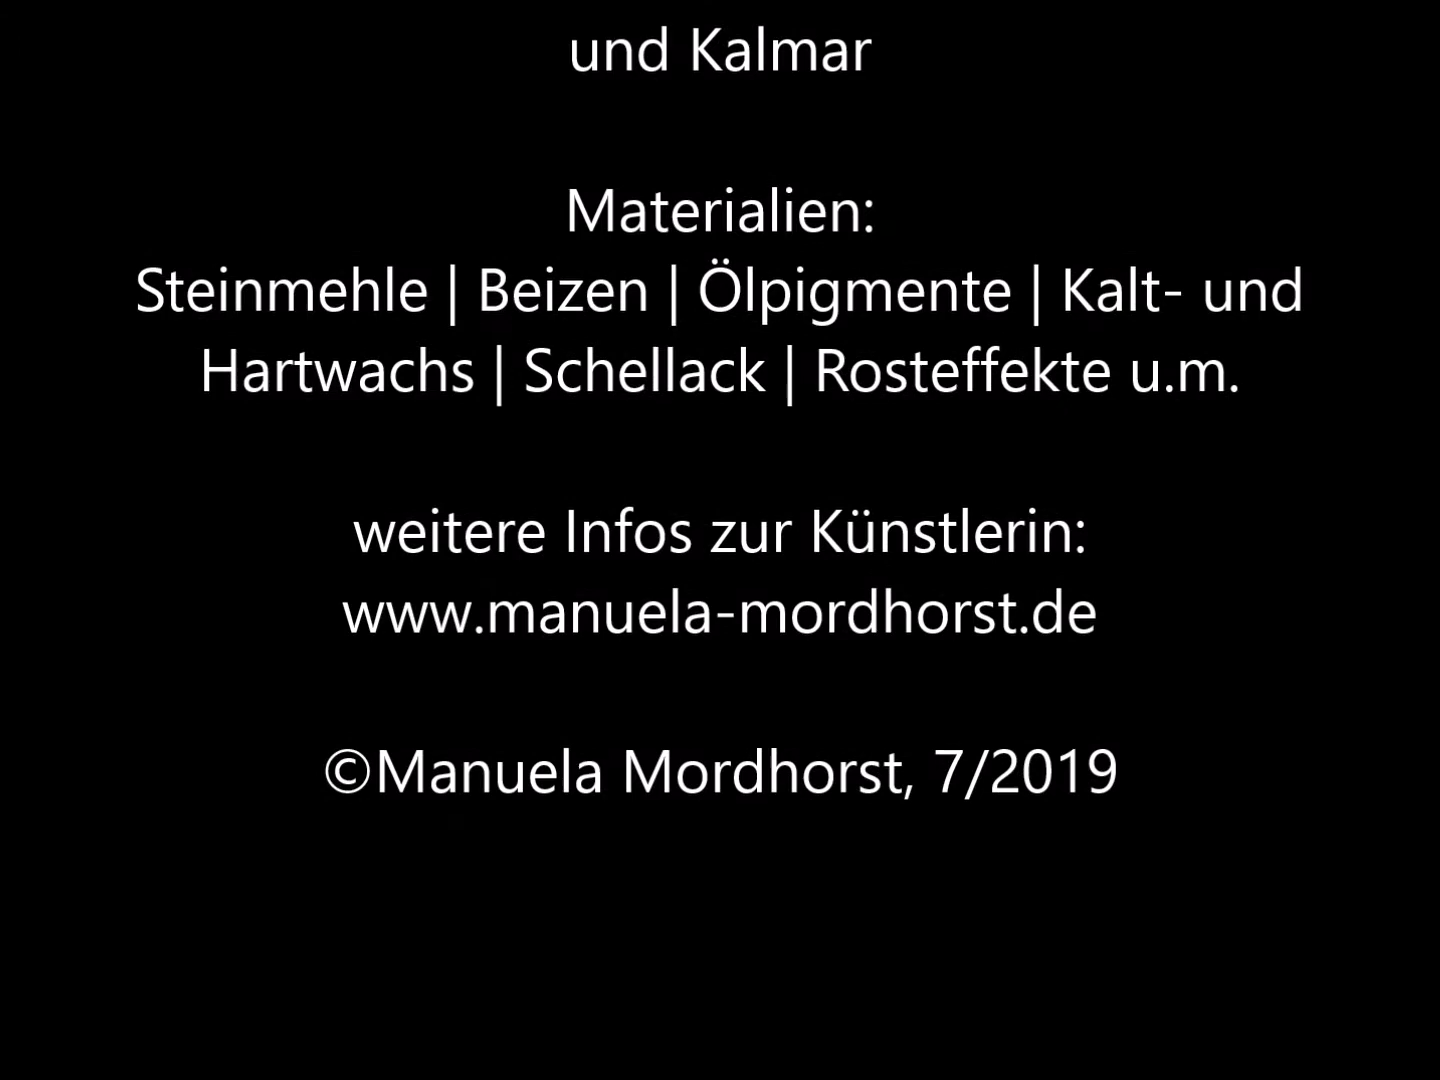 und Kalmar
Materialien:
Steinmehle | Beizen | Ölpigmente | Kalt- und
Hartwachs | Schellack | Rosteffekte u.m.
weitere Infos zur Künstlerin:
www.manuela-mordhorst.de
©Manuela Mordhorst, 7/2019